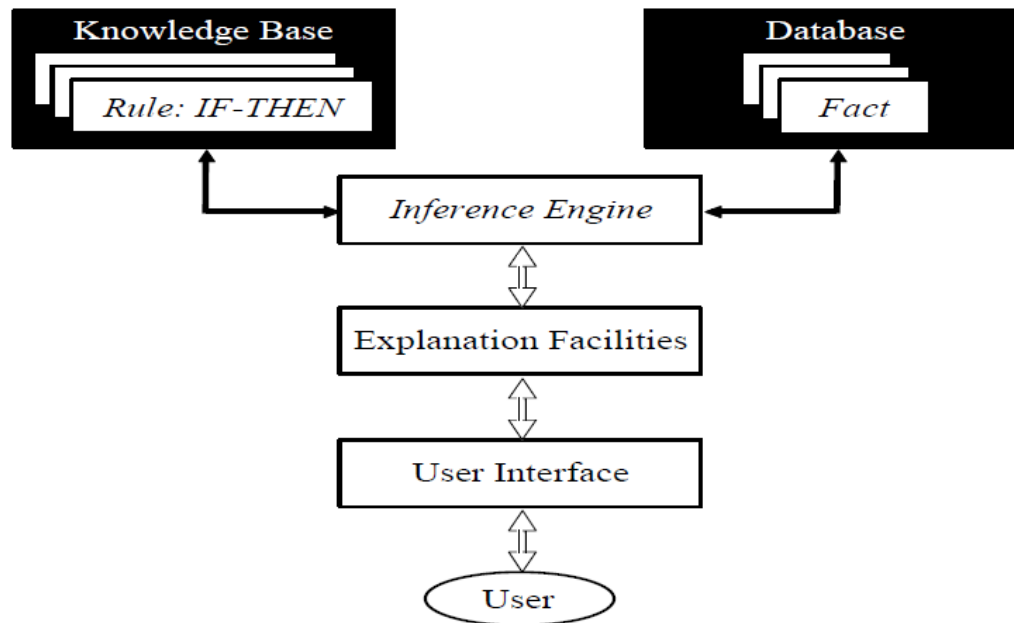 Knowledge Base
Rule: IF-THEN
Database
Fact
Inference Engine
Explanation Facilities
User Interface
User